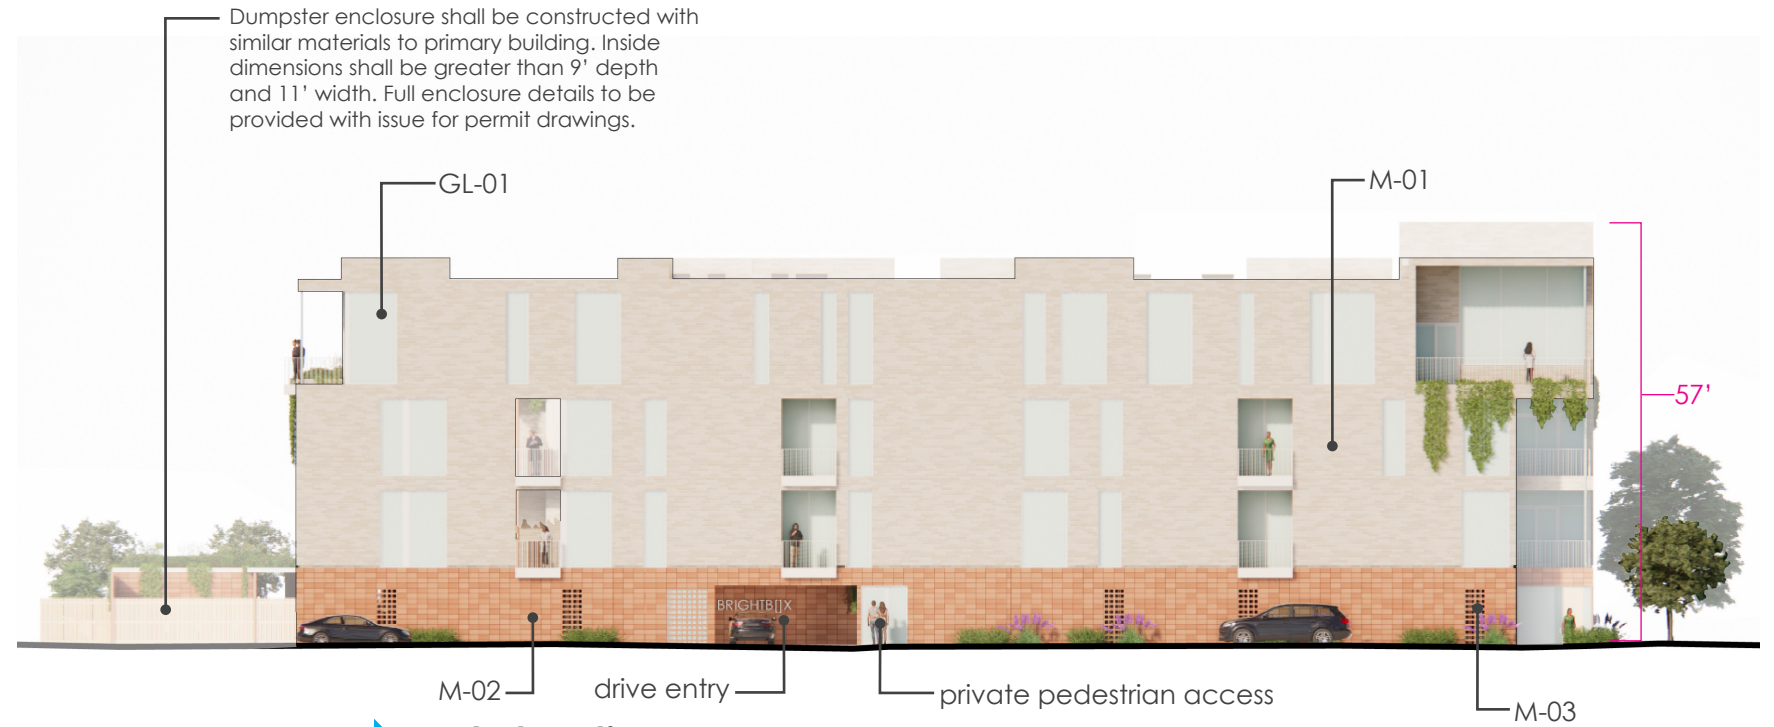 Dumpster enclosure shall be constructed with
similar materials to primary building. Inside
dimensions shall be greater than 9’ depth
and 11’ width. Full enclosure details to be
provided with issue for permit drawings.
GL-01
M-01
57’
BRIGHTB[]X
M-02
drive entry
private pedestrian access
M-03